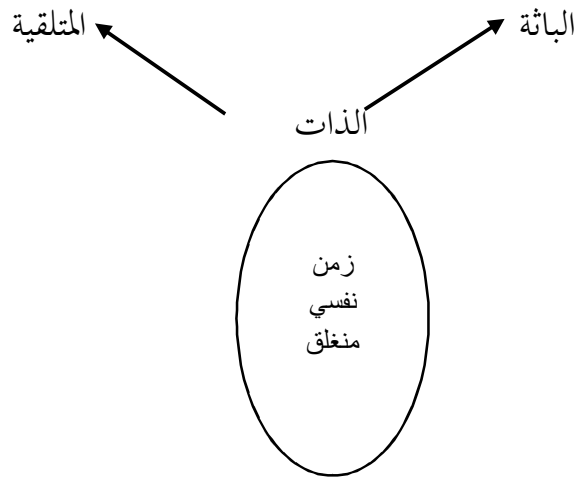 الباثة
المتلقية
الذات
زمن
نفسي
منغلق